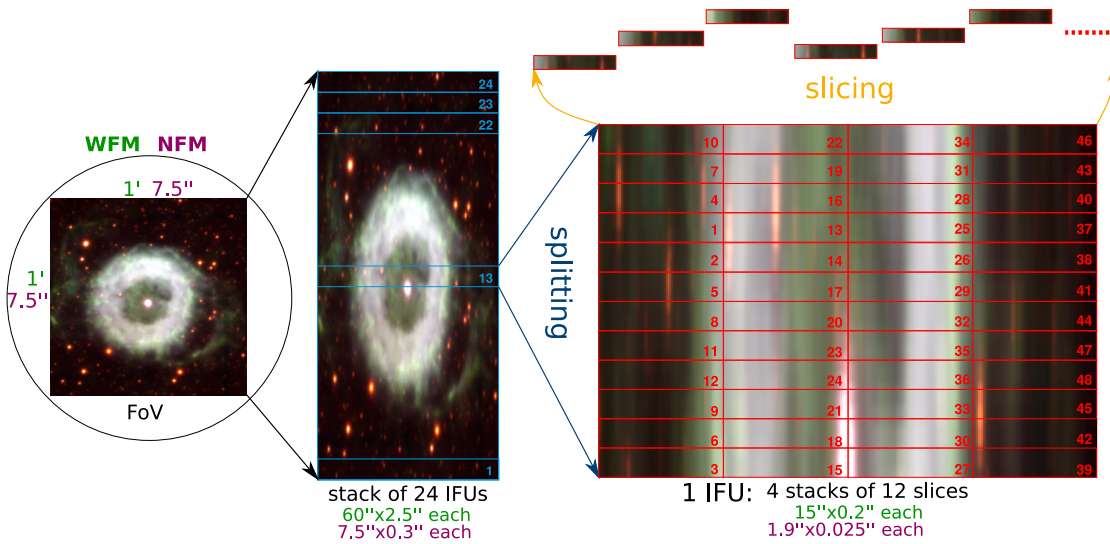 slicing
WFM NFM
1' 7.5''
1'
7.5''
FoV
24
23
22
13
1
stack of 24 IFUs
60''x2.5'' each
7.5''x0.3'' each
splitting
10 22 34 46
7 19 31 43
4 16 28 40
1 13 25 37
2 14 26 38
5 17 29 41
8 20 32 44
11 23 35 47
12 24 36 48
9 21 33 45
6 18 30 42
3 15 27 39
1 IFU: 4 stacks of 12 slices
15''x0.2'' each
1.9''x0.025'' each